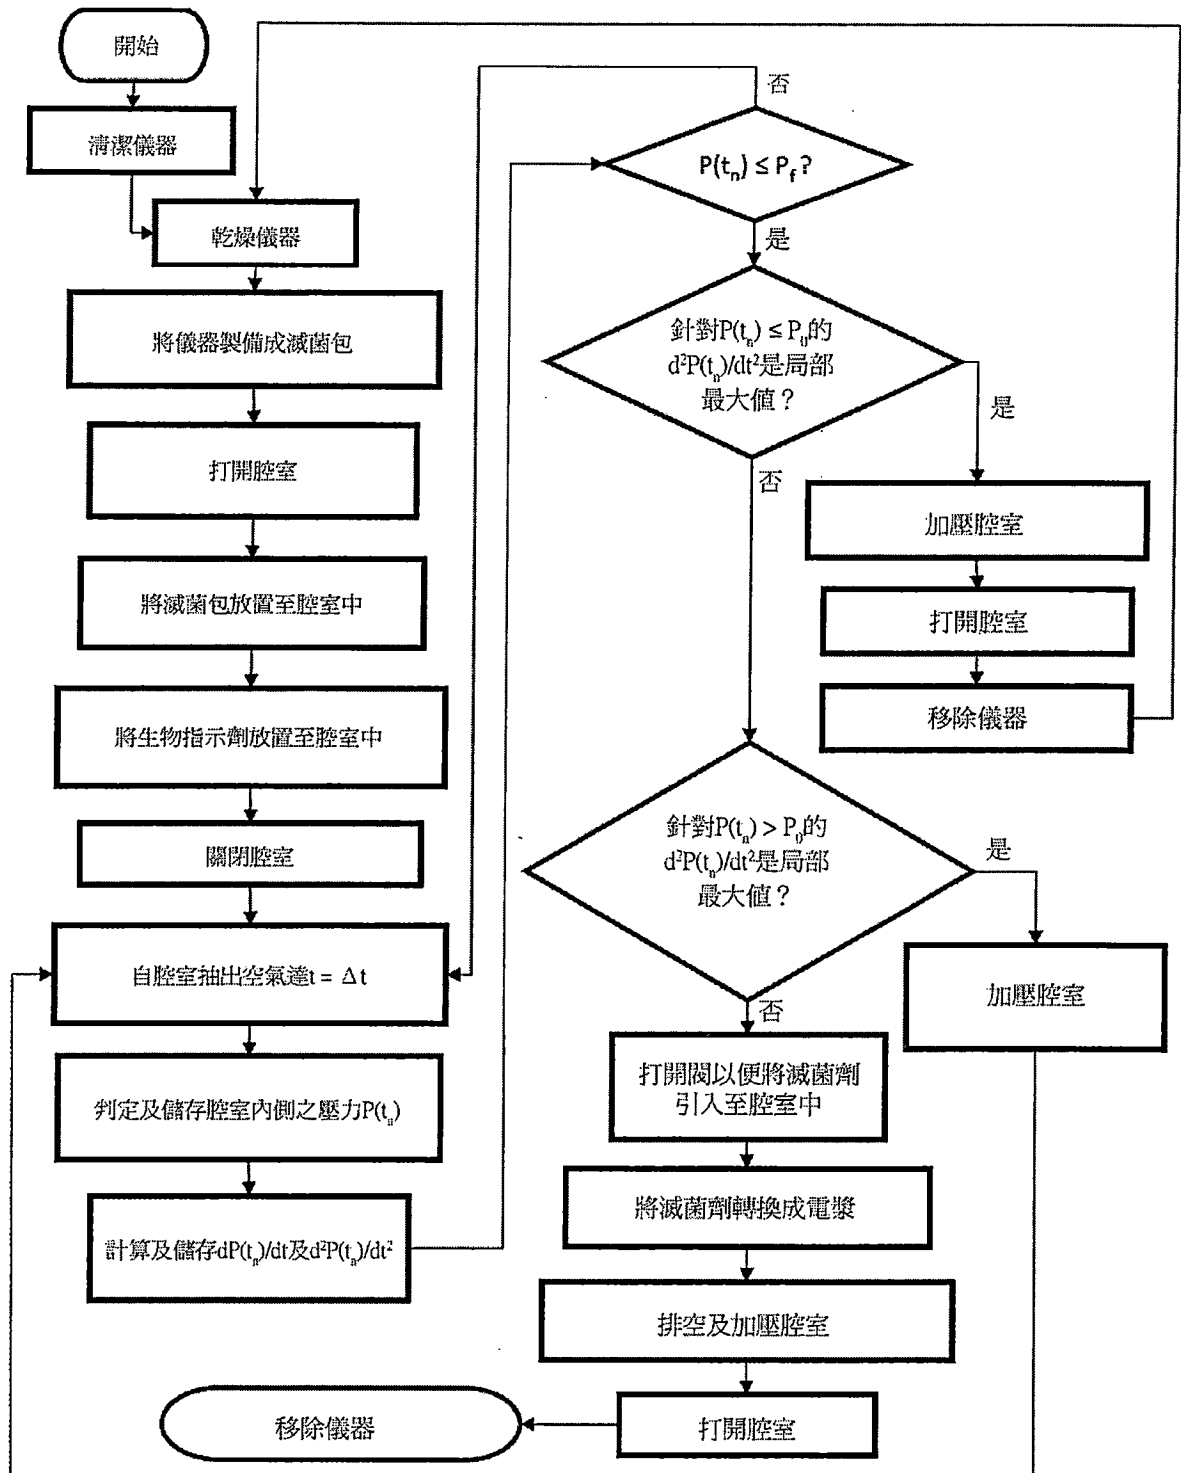 開始
清潔儀器
乾燥儀器
將儀器製備成滅菌包
打開腔室
將滅菌包放置至腔室中
將生物指示劑放置至腔室中
關閉腔室
自腔室抽出空氣達t = Δt
判定及儲存腔室內側之壓力P(tₙ)
計算及儲存dP(tₙ)/dt及d²P(tₙ)/dt²
否
P(tₙ) ≤ P_f ?
是
針對P(tₙ) ≤ P₀的
d²P(tₙ)/dt²是局部
最大值？
是
否
加壓腔室
打開腔室
移除儀器
針對P(tₙ) > P₀的
d²P(tₙ)/dt²是局部
最大值？
是
否
加壓腔室
打開閥以便將滅菌劑
引入至腔室中
將滅菌劑轉換成電漿
排空及加壓腔室
打開腔室
移除儀器